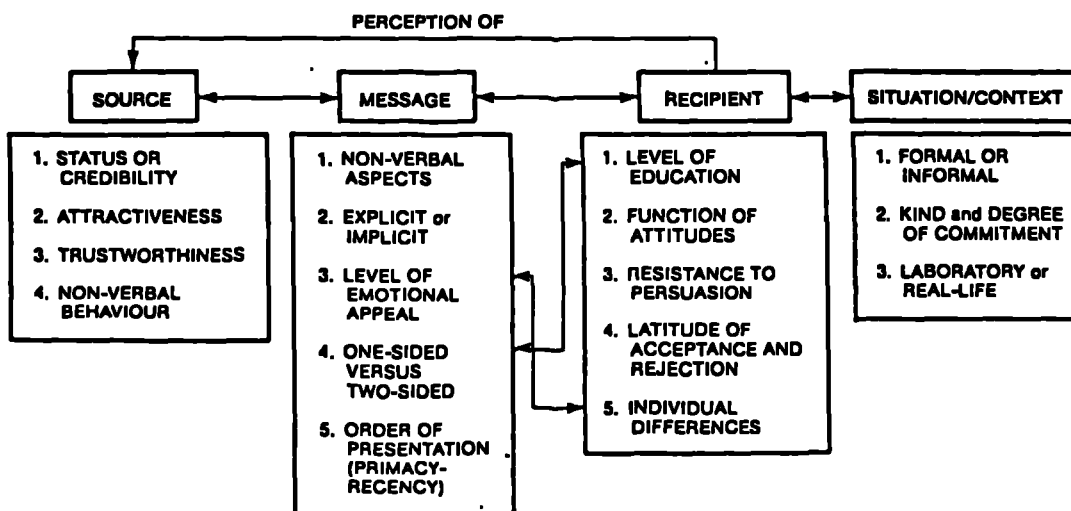 PERCEPTION OF
SOURCE
MESSAGE
RECIPIENT
SITUATION/CONTEXT
1. STATUS OR
CREDIBILITY
2. ATTRACTIVENESS
3. TRUSTWORTHINESS
4. NON-VERBAL
BEHAVIOUR
1. NON-VERBAL
ASPECTS
2. EXPLICIT or
IMPLICIT
3. LEVEL OF
EMOTIONAL
APPEAL
4. ONE-SIDED
VERSUS
TWO-SIDED
5. ORDER OF
PRESENTATION
(PRIMACY-
RECENCY)
1. LEVEL OF
EDUCATION
2. FUNCTION OF
ATTITUDES
3. RESISTANCE TO
PERSUASION
4. LATITUDE OF
ACCEPTANCE AND
REJECTION
5. INDIVIDUAL
DIFFERENCES
1. FORMAL OR
INFORMAL
2. KIND and DEGREE
OF COMMITMENT
3. LABORATORY or
REAL-LIFE